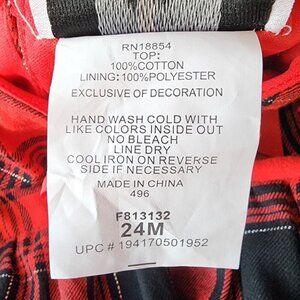 RN18854
TOP:
100%COTTON
LINING:100%POLYESTER
EXCLUSIVE OF DECORATION
HAND WASH COLD WITH
LIKE COLORS INSIDE OUT
NO BLEACH
LINE DRY
COOL IRON ON REVERSE
SIDE IF NECESSARY
MADE IN CHINA
496
F813132
24M
UPC # 194170501952